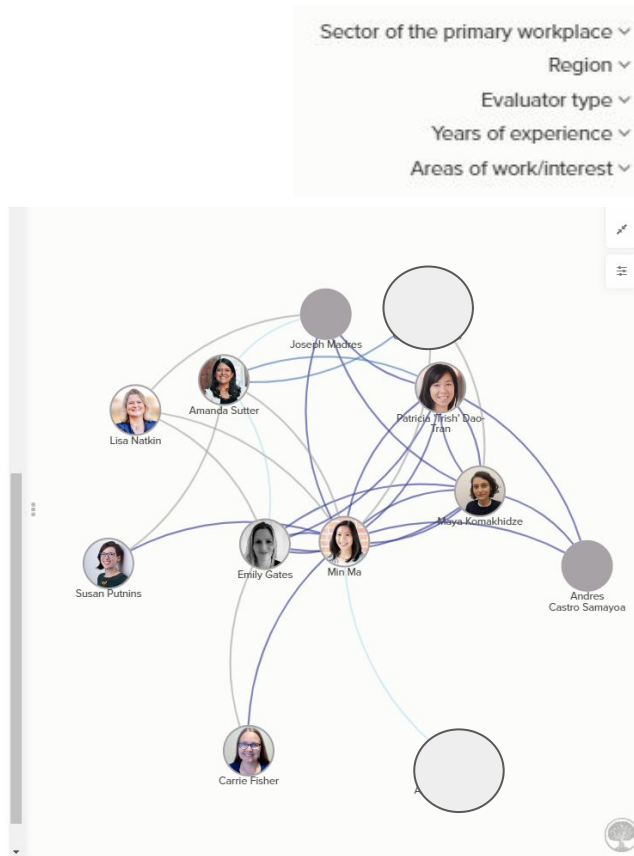 Sector of the primary workplace
Region
Evaluator type
Years of experience
Areas of work/interest
Joseph Madres
Amanda Sutter
Patricia 'Trish' Dao-
Tran
Lisa Natkin
Maya Komakhidze
Emily Gates
Min Ma
Susan Putnins
Andres
Castro Samayoa
Carrie Fisher